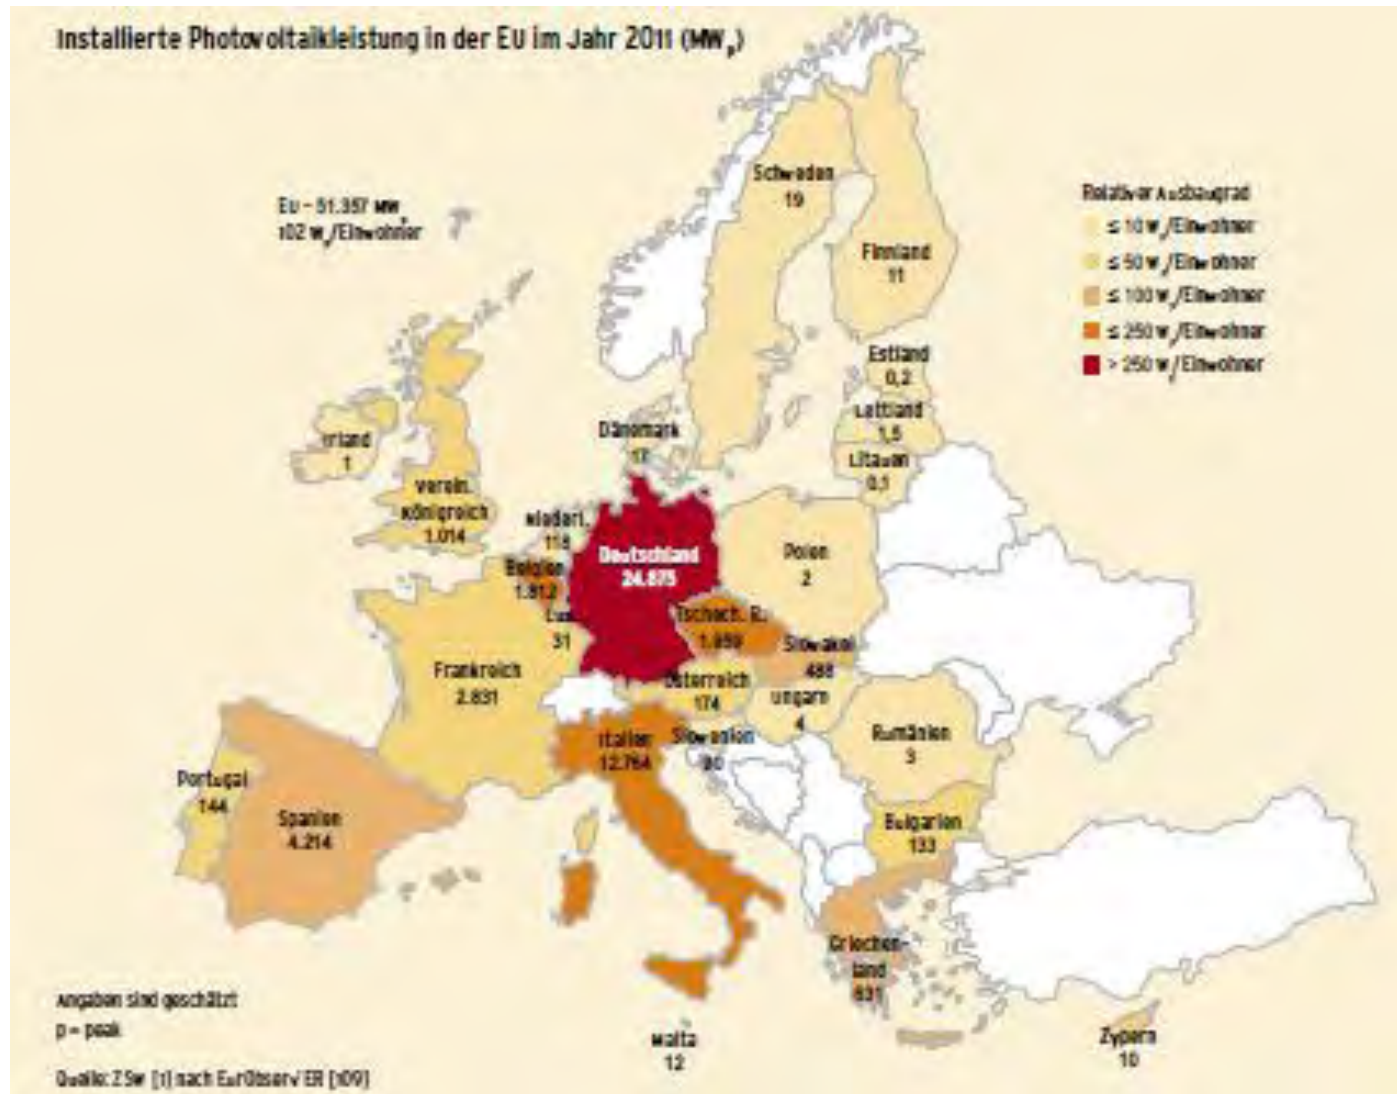 Installierte Photovoltaikleistung in der EU im Jahr 2011 (MWp)
EU – 51.357 MWp
102 Wp/Einwohner
Relativer Ausbaugrad
≤ 10 Wp/Einwohner
≤ 50 Wp/Einwohner
≤ 100 Wp/Einwohner
≤ 250 Wp/Einwohner
> 250 Wp/Einwohner
Schweden
19
Finnland
11
Estland
0,2
Lettland
1,5
Litauen
0,1
Dänemark
17
Irland
1
Verein.
Königreich
1.014
Niederl.
118
Belgien
1.812
Lux.
31
Deutschland
24.875
Polen
2
Tschech. R.
1.959
Slowakei
488
Frankreich
2.831
Österreich
174
Ungarn
4
Rumänien
3
Italien
12.764
Slowenien
90
Portugal
144
Spanien
4.214
Bulgarien
133
Griechen-
land
631
Malta
12
Zypern
10
Angaben sind geschätzt
p = peak
Quelle: ZSW [1] nach EurObserv'ER [109]